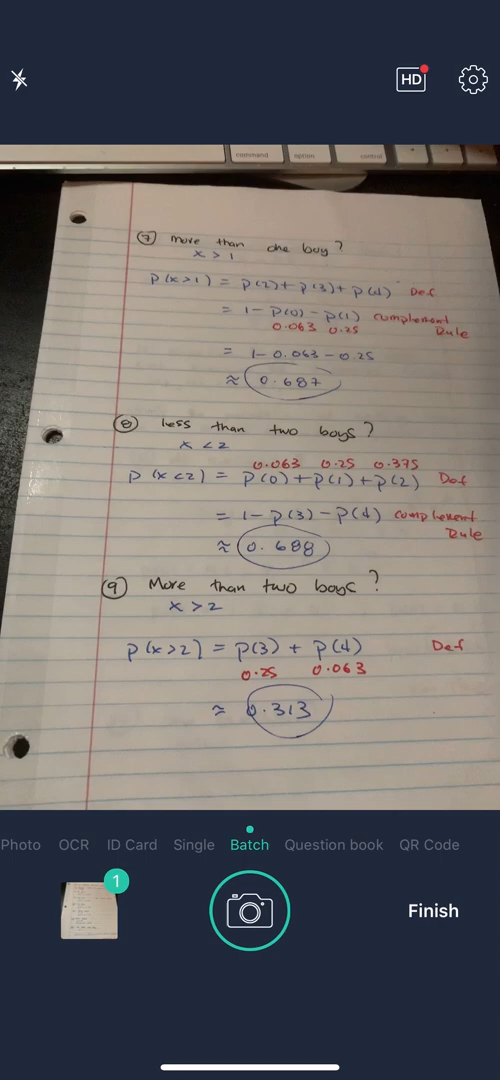 HD
command option control
⑦ More than one boy?
x > 1
P(x>1) = P(2) + P(3) + P(4) Def
= 1 - P(0) - P(1) Complement Rule
0.063 0.25
= 1 - 0.063 - 0.25
≈ 0.687
⑧ Less than two boys?
x < 2
0.063 0.25 0.375
P(x<2) = P(0) + P(1) + P(2) Def
= 1 - P(3) - P(4) Complement Rule
≈ 0.688
⑨ More than two boys?
x > 2
P(x>2) = P(3) + P(4) Def
0.25 0.063
≈ 0.313
Photo OCR ID Card Single Batch Question book QR Code
1
Finish